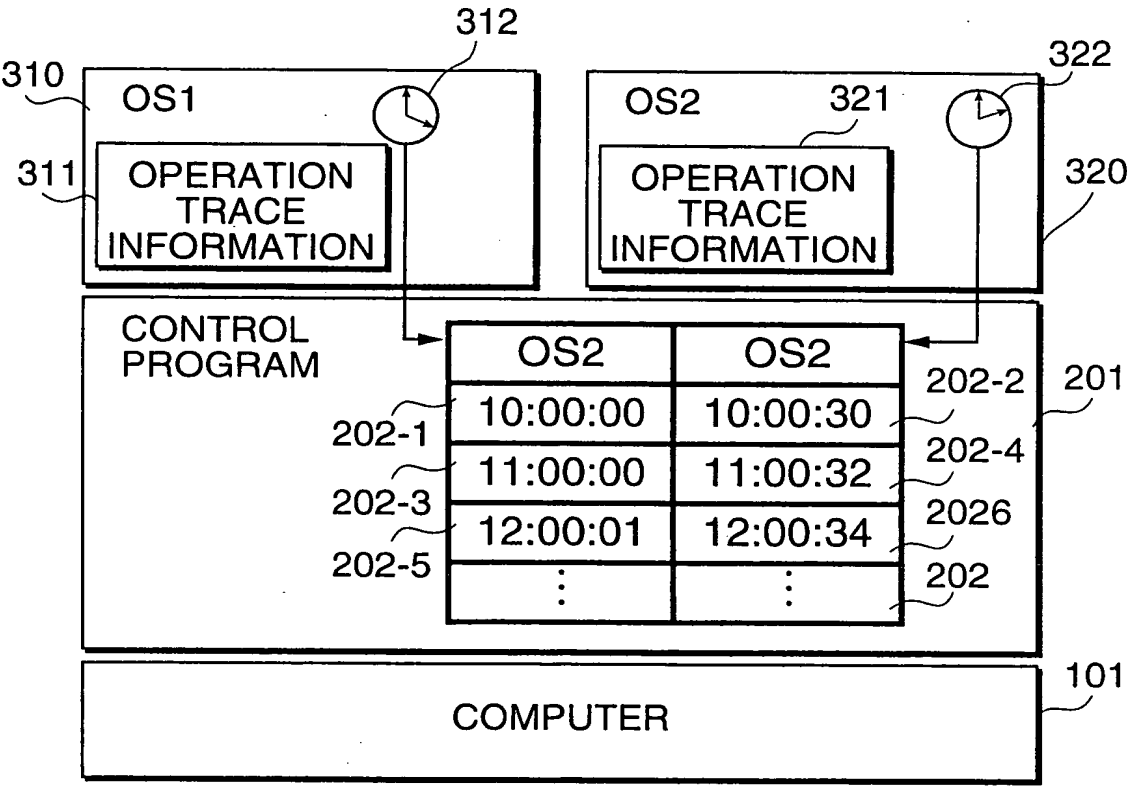 312
322
310
OS1
OS2
321
311
OPERATION
TRACE
INFORMATION
OPERATION
TRACE
INFORMATION
320
CONTROL
PROGRAM
OS2
OS2
201
202-1
10:00:00
10:00:30
202-2
202-3
11:00:00
11:00:32
202-4
202-5
12:00:01
12:00:34
2026
⋮
⋮
202
101
COMPUTER